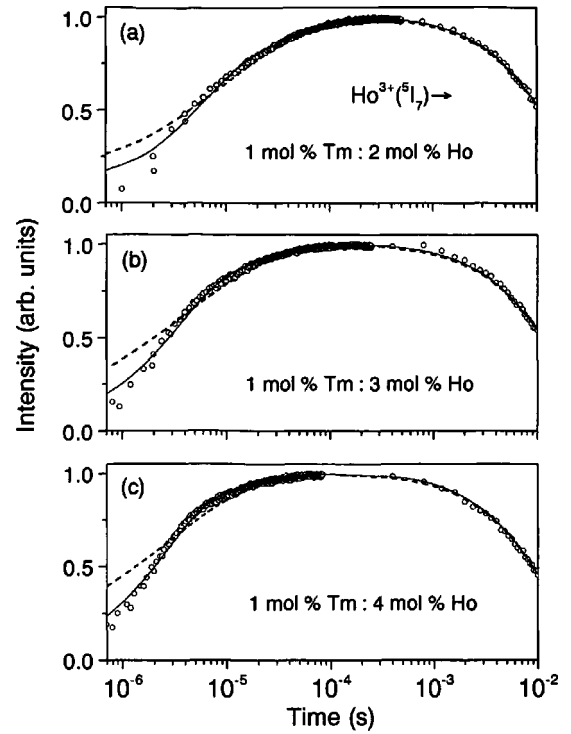 (a)
1.0
0.5
0.0
Ho³⁺(⁵I₇)→
1 mol % Tm : 2 mol % Ho
(b)
1.0
0.5
0.0
1 mol % Tm : 3 mol % Ho
(c)
1.0
0.5
0.0
1 mol % Tm : 4 mol % Ho
10⁻⁶ 10⁻⁵ 10⁻⁴ 10⁻³ 10⁻²
Time (s)
Intensity (arb. units)